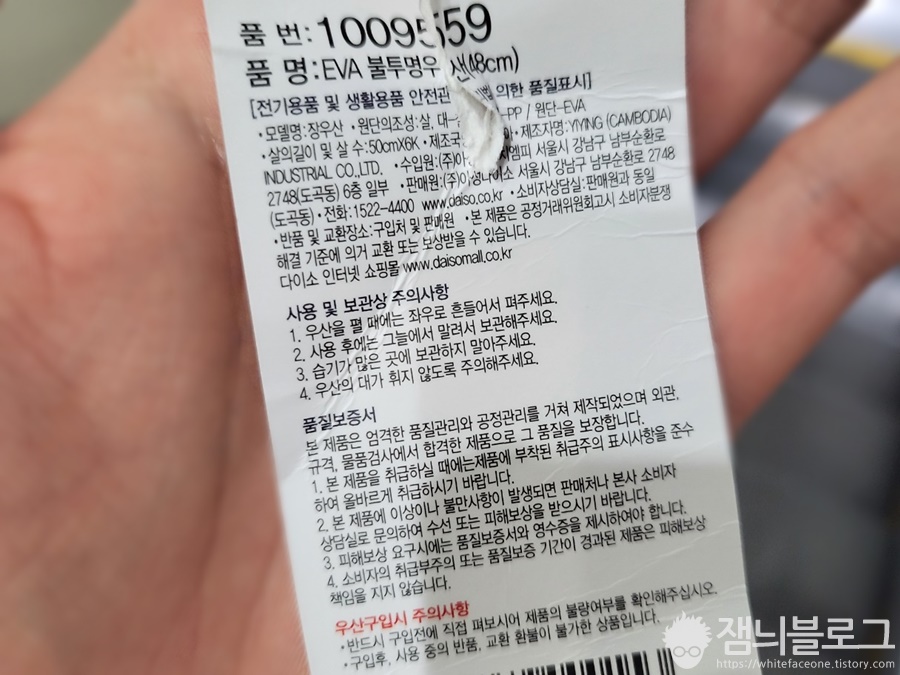 품 번:1009559
품 명:EVA 불투명우 산(48cm)
[전기용품 및 생활용품 안전관 법 의한 품질표시]
•모델명:장우산 •원단의조성:살, 대- PP / 원단-EVA
•살의길이 및 살 수:50cmX6K •제조국 아 •제조자명:YIYING (CAMBODIA)
INDUSTRIAL CO.,LTD. •수입원:(주)아 엠피 서울시 강남구 남부순환로
2748(도곡동) 6층 일부 •판매원:(주)아성다이소 서울시 강남구 남부순환로 2748
(도곡동) •전화:1522-4400 www.daiso.co.kr •소비자상담실:판매원과 동일
•반품 및 교환장소:구입처 및 판매원 •본 제품은 공정거래위원회고시 소비자분쟁
해결 기준에 의거 교환 또는 보상받을 수 있습니다.
다이소 인터넷 쇼핑몰 www.daisomall.co.kr
사용 및 보관상 주의사항
1. 우산을 펼 때에는 좌우로 흔들어서 펴주세요.
2. 사용 후에는 그늘에서 말려서 보관해주세요.
3. 습기가 많은 곳에 보관하지 말아주세요.
4. 우산의 대가 휘지 않도록 주의해주세요.
품질보증서
본 제품은 엄격한 품질관리와 공정관리를 거쳐 제작되었으며 외관,
규격, 물품검사에서 합격한 제품으로 그 품질을 보장합니다.
1. 본 제품을 취급하실 때에는제품에 부착된 취급주의 표시사항을 준수
하여 올바르게 취급하시기 바랍니다.
2. 본 제품에 이상이나 불만사항이 발생되면 판매처나 본사 소비자
상담실로 문의하여 수선 또는 피해보상을 받으시기 바랍니다.
3. 피해보상 요구시에는 품질보증서와 영수증을 제시하여야 합니다.
4. 소비자의 취급부주의 또는 품질보증 기간이 경과된 제품은 피해보상
책임을 지지 않습니다.
우산구입시 주의사항
•반드시 구입전에 직접 펴보시어 제품의 불량여부를 확인해주십시오.
•구입후, 사용 중의 반품, 교환 환불이 불가한 상품입니다.
잼늬블로그
https://whitefaceone.tistory.com